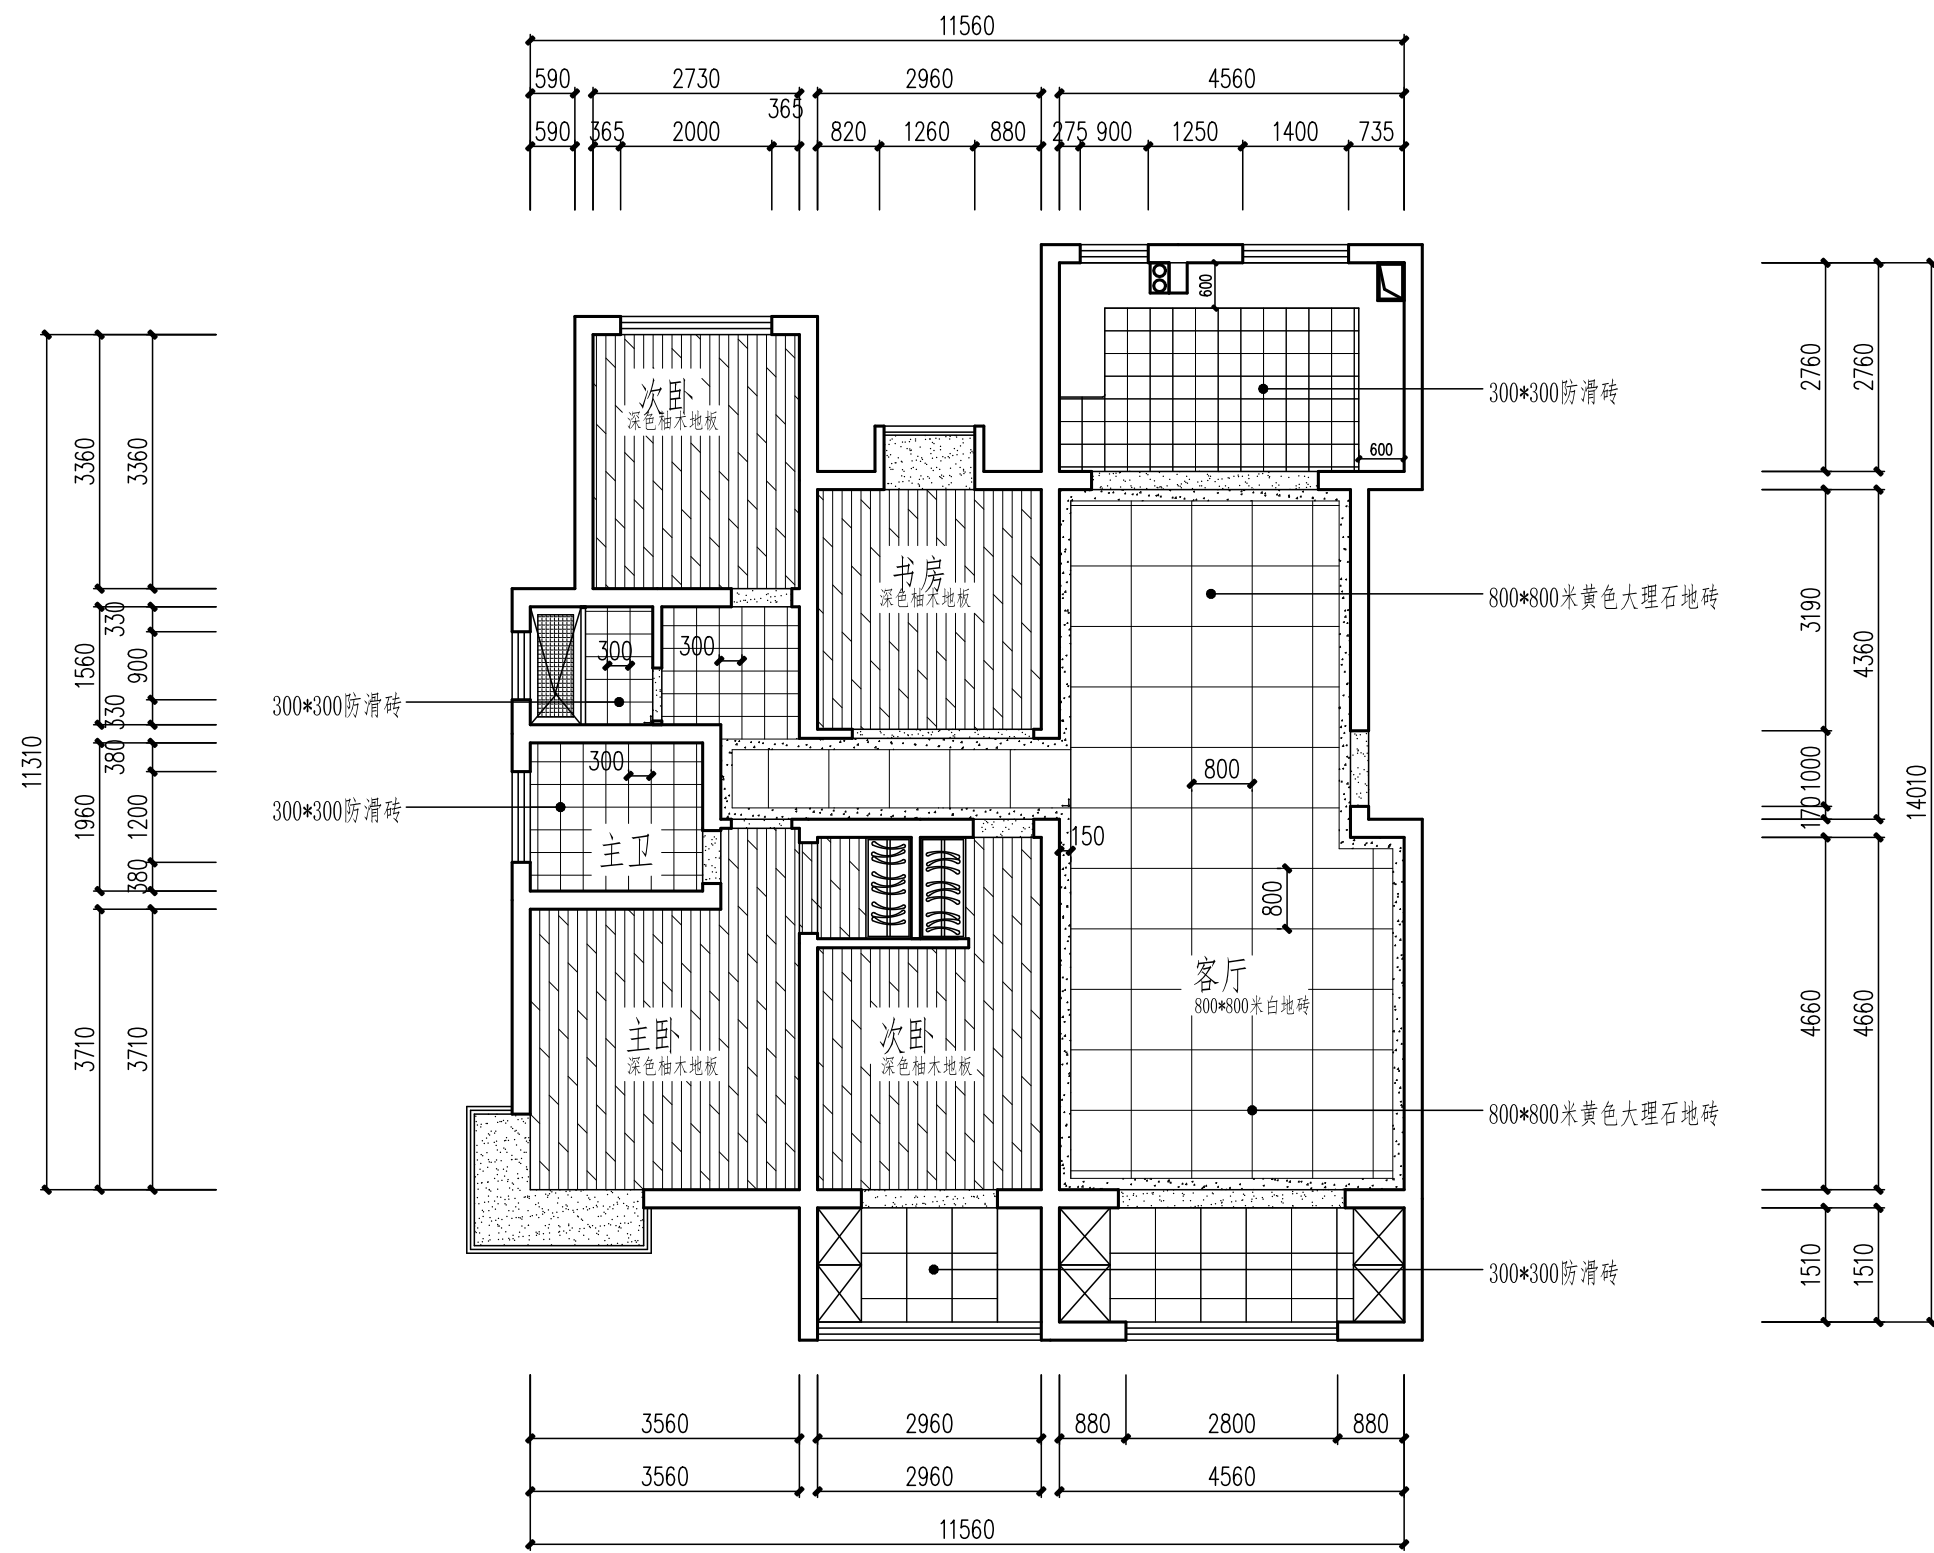 11560
590 2730 2960 4560
365
590 365 2000 820 1260 880 275 900 1250 1400 735
600
次卧
深色柚木地板
300*300防滑砖
600
书房
深色柚木地板
800*800米黄色大理石地砖
300 300
300*300防滑砖
300
800
300*300防滑砖
主卫
150
800
客厅
800*800米白地砖
主卧
深色柚木地板
次卧
深色柚木地板
800*800米黄色大理石地砖
300*300防滑砖
11310
3360
1560
1960
3710
3360
330
900
330
380
1200
380
3710
2760
3190
1000
170
4660
1510
2760
4360
4660
1510
14010
3560 2960 880 2800 880
3560 2960 4560
11560